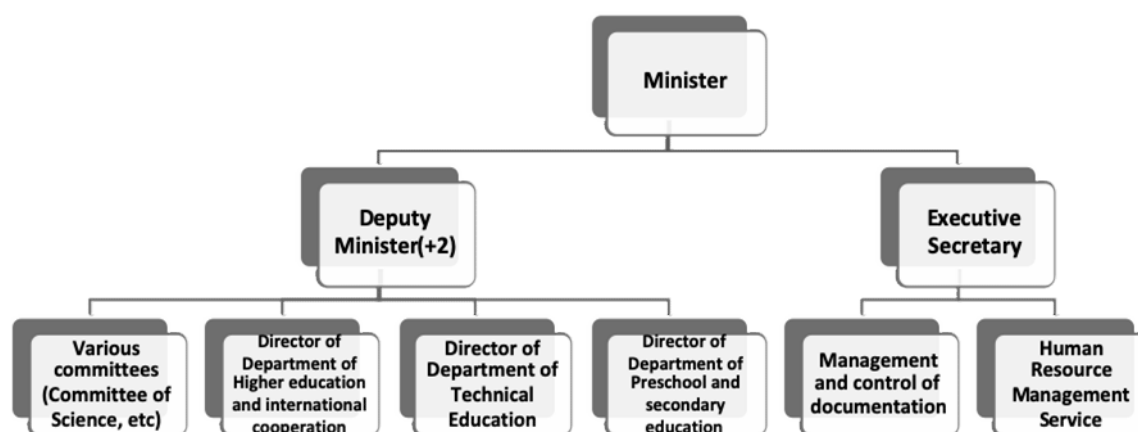 Minister
Deputy
Minister(+2)
Executive
Secretary
Various
committees
(Committee of
Science, etc)
Director of
Department of
Higher education
and international
cooperation
Director of
Department of
Technical
Education
Director of
Department of
Preschool and
secondary
education
Management
and control of
documentation
Human
Resource
Management
Service